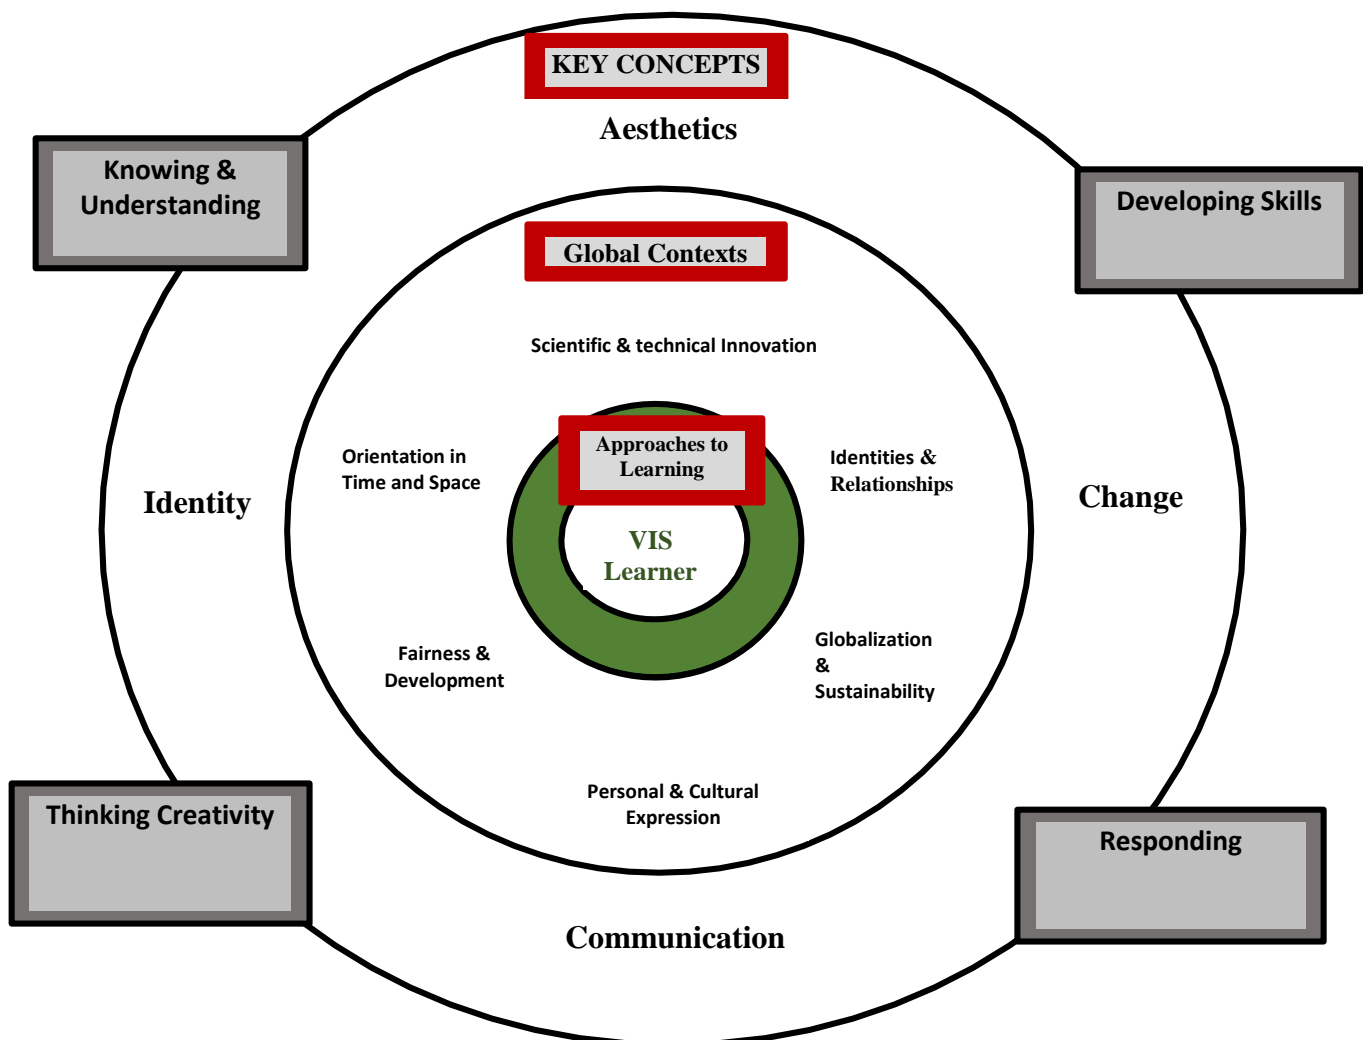 KEY CONCEPTS
Aesthetics
Knowing &
Understanding
Developing Skills
Global Contexts
Scientific & technical Innovation
Approaches to
Learning
Orientation in
Time and Space
Identities &
Relationships
Identity
Change
VIS
Learner
Fairness &
Development
Globalization
&
Sustainability
Personal & Cultural
Expression
Thinking Creativity
Responding
Communication